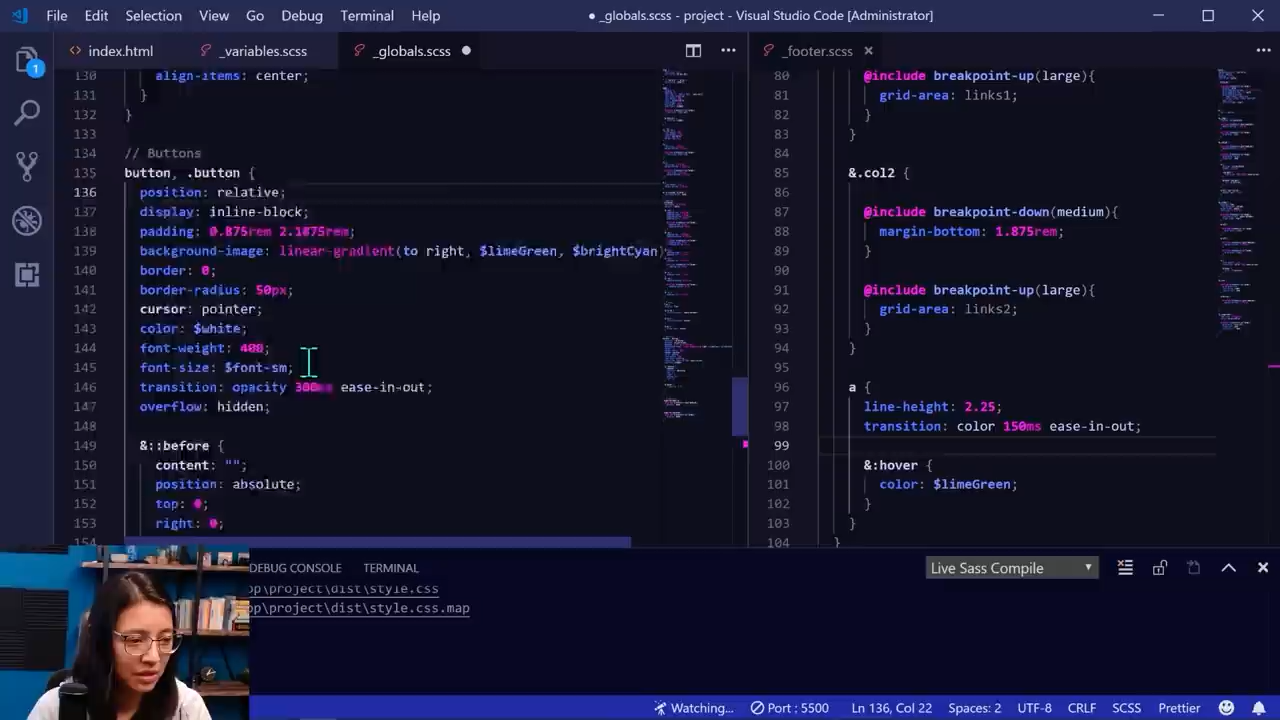 File Edit Selection View Go Debug Terminal Help
● _globals.scss - project - Visual Studio Code [Administrator]
index.html _variables.scss _globals.scss ●
_footer.scss ×
1
130 align-items: center;
131 }
132 }
133
134 // Buttons
135 button, .button {
136 position: relative;
137 display: inline-block;
138 padding: 0.875rem 2.1875rem;
139 background-image: linear-gradient(to right, $limeGreen, $brightCyan)
140 border: 0;
141 border-radius: 50px;
142 cursor: pointer;
143 color: $white;
144 font-weight: 400;
145 font-size: $font-sm;
146 transition: opacity 300ms ease-in-out;
147 overflow: hidden;
148
149 &::before {
150 content: "";
151 position: absolute;
152 top: 0;
153 right: 0;
154
80 @include breakpoint-up(large){
81 grid-area: links1;
82 }
83 }
84
85 &.col2 {
86
87 @include breakpoint-down(medium){
88 margin-bottom: 1.875rem;
89 }
90
91 @include breakpoint-up(large){
92 grid-area: links2;
93 }
94 }
95
96 a {
97 line-height: 2.25;
98 transition: color 150ms ease-in-out;
99
100 &:hover {
101 color: $limeGreen;
102 }
103 }
104 }
DEBUG CONSOLE TERMINAL
Live Sass Compile
op\project\dist\style.css
op\project\dist\style.css.map
Watching... Port : 5500 Ln 136, Col 22 Spaces: 2 UTF-8 CRLF SCSS Prettier